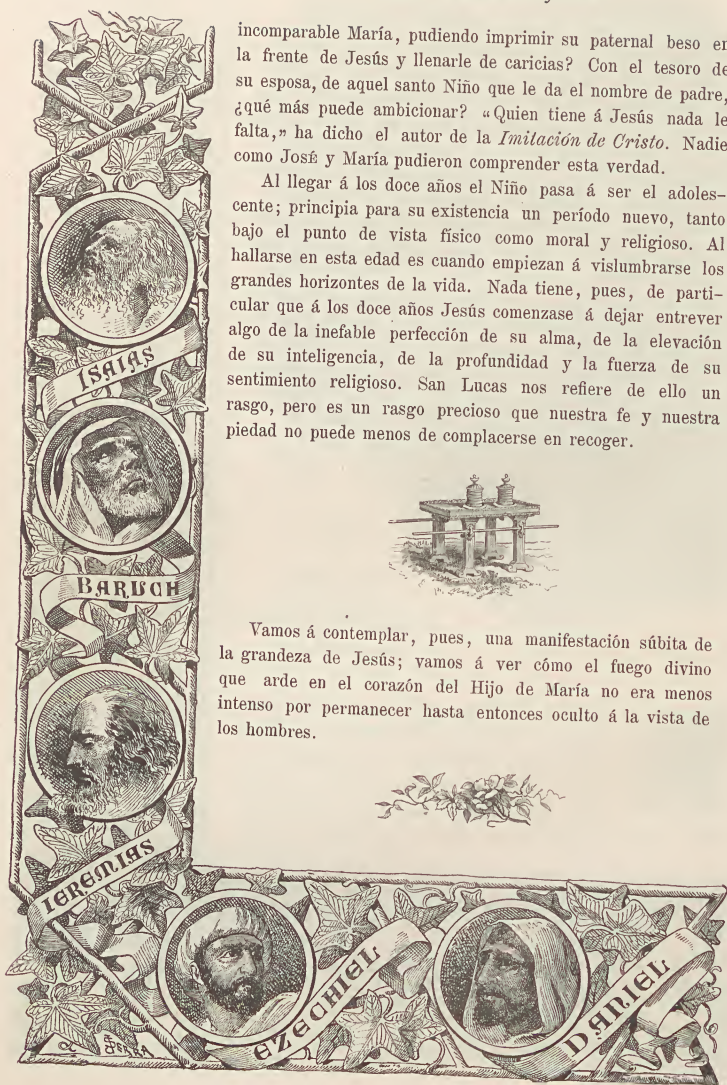 incomparable María, pudiendo imprimir su paternal beso en
la frente de Jesús y llenarle de caricias? Con el tesoro de
su esposa, de aquel santo Niño que le da el nombre de padre,
¿qué más puede ambicionar? «Quien tiene á Jesús nada le
falta,» ha dicho el autor de la Imitación de Cristo. Nadie
como José y María pudieron comprender esta verdad.
Al llegar á los doce años el Niño pasa á ser el adoles-
cente; principia para su existencia un período nuevo, tanto
bajo el punto de vista físico como moral y religioso. Al
hallarse en esta edad es cuando empiezan á vislumbrarse los
grandes horizontes de la vida. Nada tiene, pues, de parti-
cular que á los doce años Jesús comenzase á dejar entrever
algo de la inefable perfección de su alma, de la elevación
de su inteligencia, de la profundidad y la fuerza de su
sentimiento religioso. San Lucas nos refiere de ello un
rasgo, pero es un rasgo precioso que nuestra fe y nuestra
piedad no puede menos de complacerse en recoger.
Vamos á contemplar, pues, una manifestación súbita de
la grandeza de Jesús; vamos á ver cómo el fuego divino
que arde en el corazón del Hijo de María no era menos
intenso por permanecer hasta entonces oculto á la vista de
los hombres.
ISAIAS
BARUCH
IEREMIAS
EZECHIEL
DANIEL